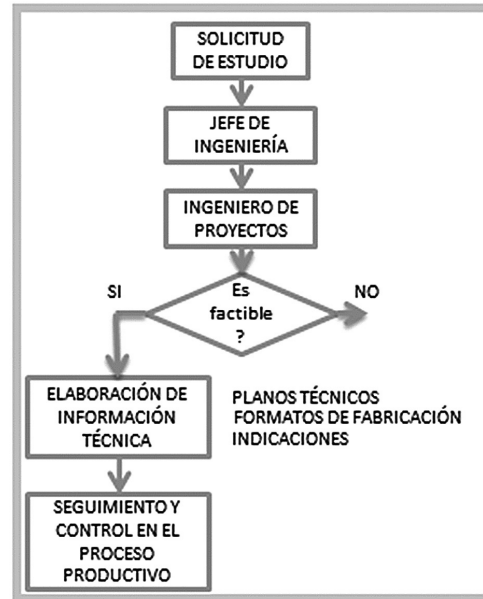 SOLICITUD
DE ESTUDIO
JEFE DE
INGENIERÍA
INGENIERO DE
PROYECTOS
Es
factible
?
SI
NO
ELABORACIÓN DE
INFORMACIÓN
TÉCNICA
PLANOS TÉCNICOS
FORMATOS DE FABRICACIÓN
INDICACIONES
SEGUIMIENTO Y
CONTROL EN EL
PROCESO
PRODUCTIVO